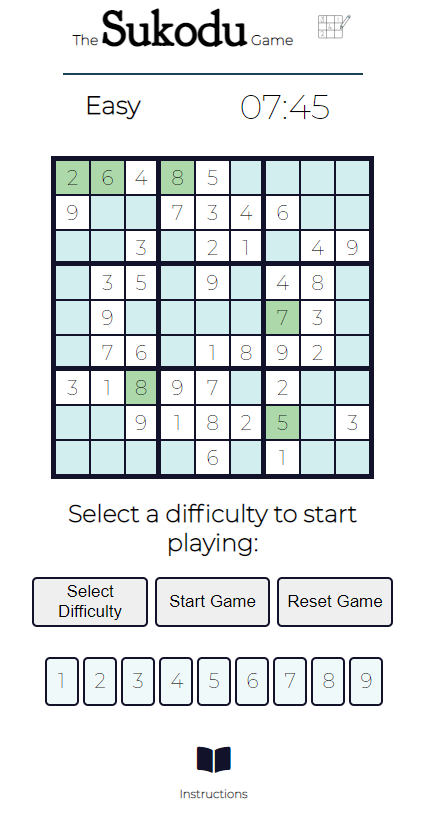 The Sukodu Game
Easy 07:45
2 6 4 8 5
9 7 3 4 6
3 2 1 4 9
3 5 9 4 8
9 7 3
7 6 1 8 9 2
3 1 8 9 7 2
9 1 8 2 5 3
6 1
Select a difficulty to start
playing:
Select
Difficulty Start Game Reset Game
1 2 3 4 5 6 7 8 9
Instructions